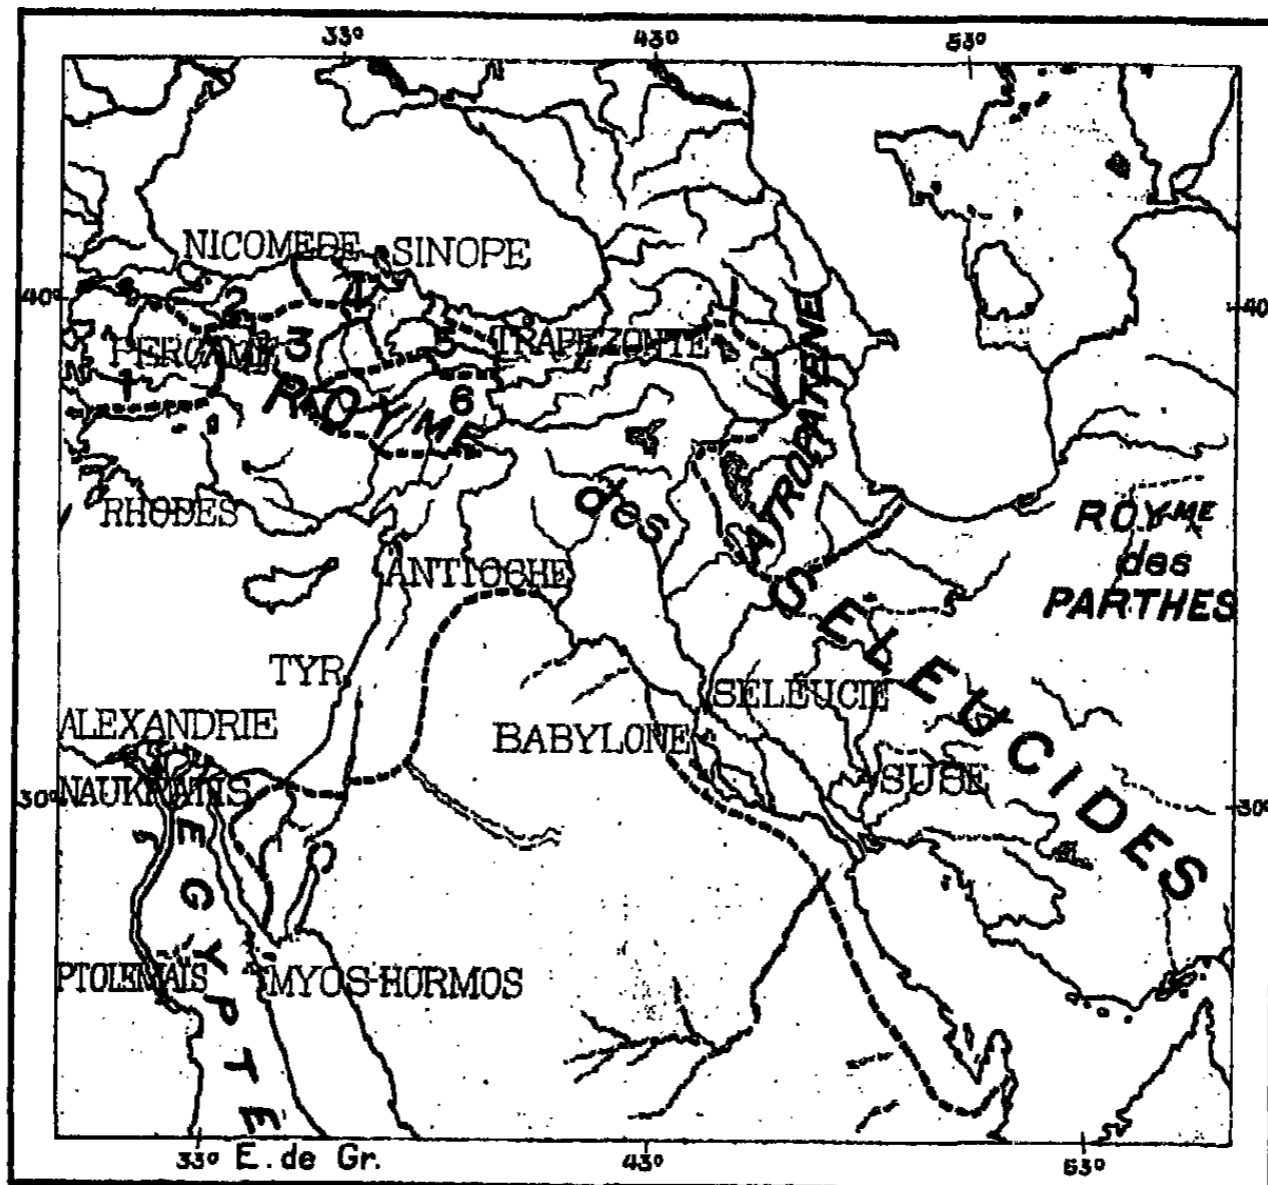 33° 43° 53°
NICOMEDE SINOPE
40° 2 4 40°
PERGAME 3 5 TRAPEZONTE
1 6
ROYME des SELEUCIDES
ATROPATENE
RHODES
ROYME
des
PARTHES
ANTIOCHE
TYR
SELEUCIE
ALEXANDRIE BABYLONE
30° NAUKRATIS SUSE 30°
EGYPTE
PTOLEMAIS MYOS-HORMOS
33° E. de Gr. 43° 53°